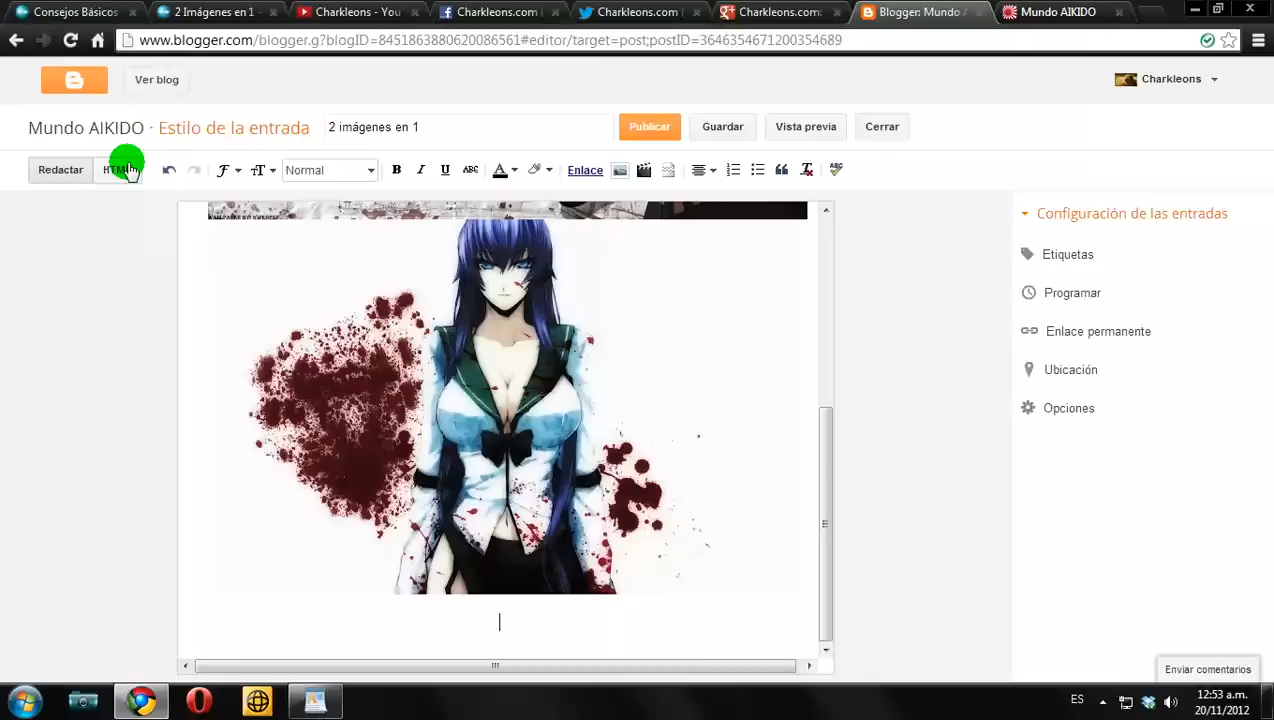 Consejos Básicos
2 Imágenes en 1 -
Charkleons - You
Charkleons.com
Charkleons.com
Charkleons.com:
Blogger: Mundo A
Mundo AIKIDO
www.blogger.com/blogger.g?blogID=8451863880620086561#editor/target=post;postID=3646354671200354689
Ver blog
Charkleons
Mundo AIKIDO · Estilo de la entrada
2 imágenes en 1
Publicar
Guardar
Vista previa
Cerrar
Redactar
HTML
Normal
B
I
U
ABC
A
Enlace
Configuración de las entradas
Etiquetas
Programar
Enlace permanente
Ubicación
Opciones
Enviar comentarios
ES
12:53 a.m.
20/11/2012